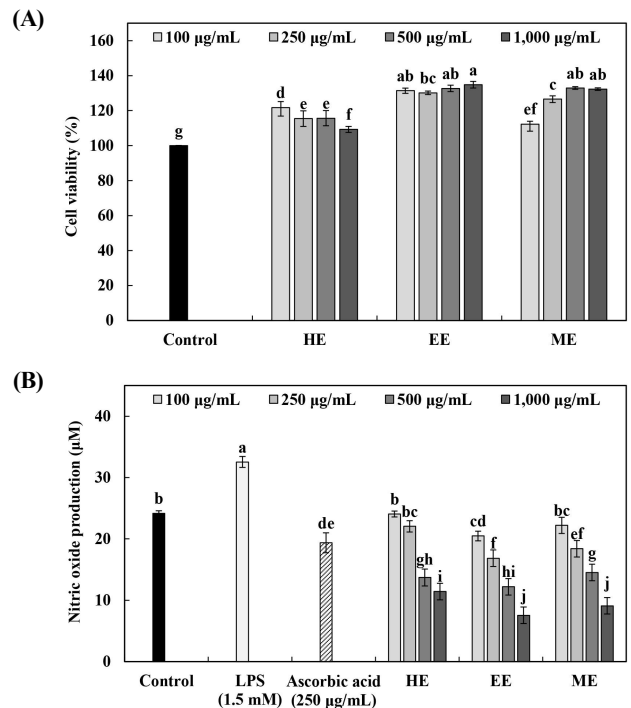 (A)
160
140
120
100
80
60
40
20
0
Cell viability (%)
100 μg/mL 250 μg/mL 500 μg/mL 1,000 μg/mL
g d e e f ab bc ab a ef c ab ab
Control HE EE ME
(B)
40
30
20
10
0
Nitric oxide production (μM)
100 μg/mL 250 μg/mL 500 μg/mL 1,000 μg/mL
b a de b bc gh i cd f hi j bc ef g j
Control LPS Ascorbic acid HE EE ME
(1.5 mM) (250 μg/mL)